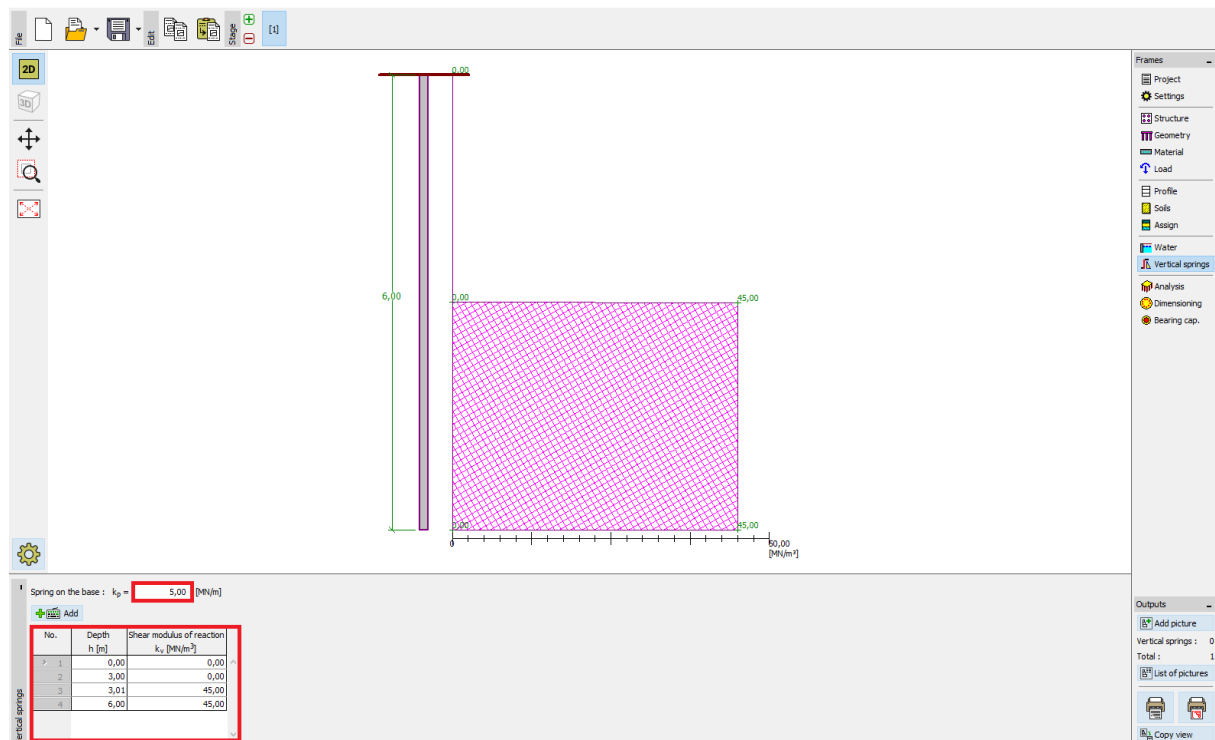 File
Edit
Stage
[1]
2D
3D
0,00
6,00
0,00
45,00
0,00
45,00
0
50,00
[MN/m³]
Frames
Project
Settings
Structure
Geometry
Material
Load
Profile
Soils
Assign
Water
Vertical springs
Analysis
Dimensioning
Bearing cap.
Vertical springs
Spring on the base : kp = 5,00 [MN/m]
Add
No. Depth Shear modulus of reaction
h [m] kv [MN/m³]
1 0,00 0,00
2 3,00 0,00
3 3,01 45,00
4 6,00 45,00
Outputs
Add picture
Vertical springs : 0
Total : 1
List of pictures
Copy view